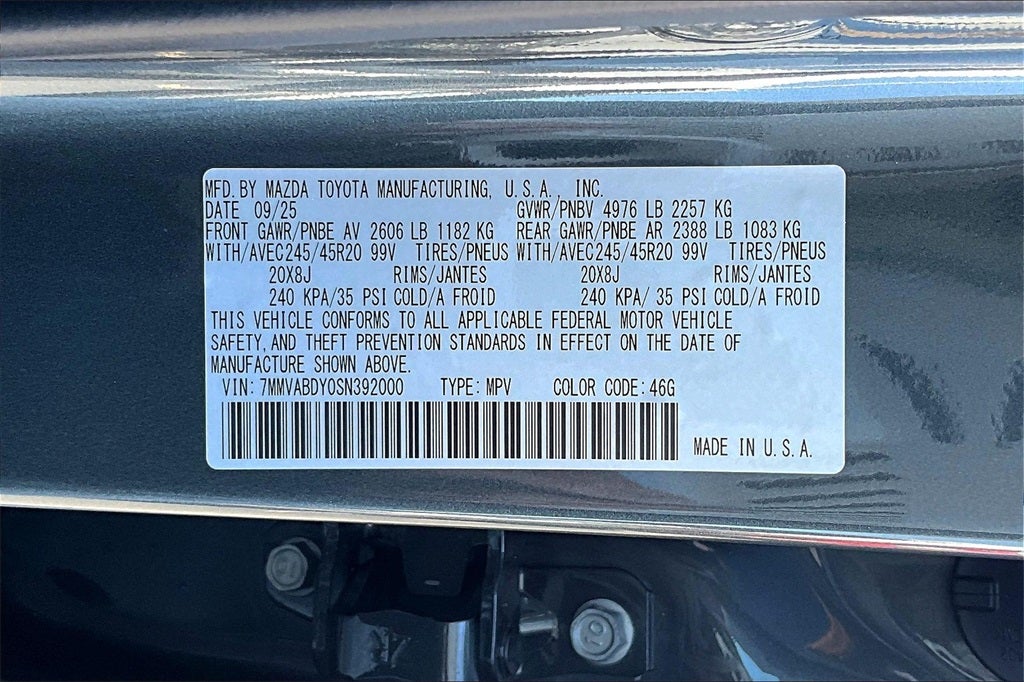 MFD. BY MAZDA TOYOTA MANUFACTURING, U.S.A., INC.
DATE 09/25 GVWR/PNBV 4976 LB 2257 KG
FRONT GAWR/PNBE AV 2606 LB 1182 KG REAR GAWR/PNBE AR 2388 LB 1083 KG
WITH/AVEC 245/45R20 99V TIRES/PNEUS WITH/AVEC 245/45R20 99V TIRES/PNEUS
20X8J RIMS/JANTES 20X8J RIMS/JANTES
240 KPA/35 PSI COLD/A FROID 240 KPA/ 35 PSI COLD/A FROID
THIS VEHICLE CONFORMS TO ALL APPLICABLE FEDERAL MOTOR VEHICLE
SAFETY, AND THEFT PREVENTION STANDARDS IN EFFECT ON THE DATE OF
MANUFACTURE SHOWN ABOVE.
VIN: 7MMVABDY0SN392000 TYPE: MPV COLOR CODE: 46G
MADE IN U.S.A.